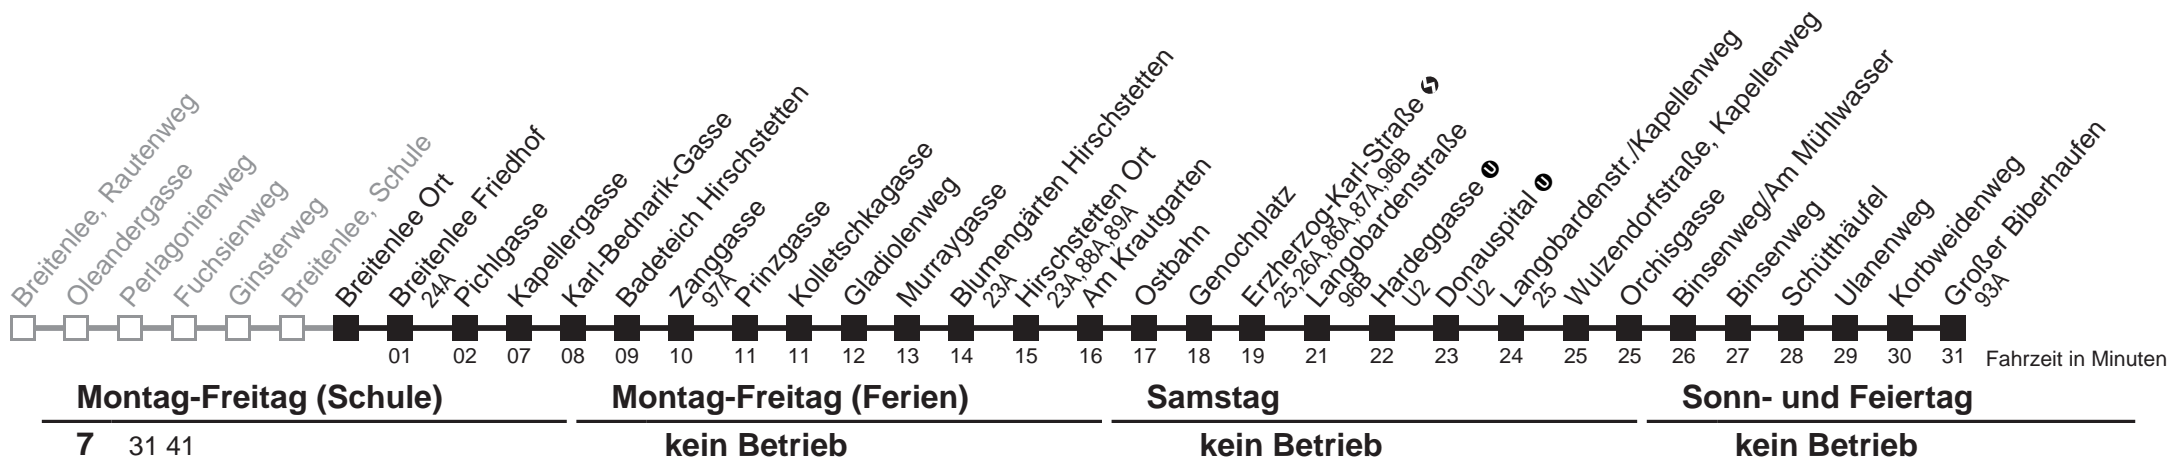 Breitenlee, Rautenweg
Oleandergasse
Perlagonienweg
Fuchsienweg
Ginsterweg
Breitenlee, Schule
Breitenlee Ort
Breitenlee Friedhof
24A
Pichlgasse
Kapellergasse
Karl-Bednarik-Gasse
Badeteich Hirschstetten
Zanggasse
97A
Prinzgasse
Kolletschkagasse
Gladiolenweg
Murraygasse
Blumengärten Hirschstetten
23A
Hirschstetten Ort
23A,88A,89A
Am Krautgarten
Ostbahn
Genochplatz
Erzherzog-Karl-Straße
25,26A,86A,87A,96B
Langobardenstraße
96B
Hardeggasse U
U2
Donauspital U
U2
Langobardenstr./Kapellenweg
25
Wulzendorfstraße, Kapellenweg
Orchisgasse
Binsenweg/Am Mühlwasser
Binsenweg
Schütthäufel
Ulanenweg
Korbweidenweg
Großer Biberhaufen
93A
01 02 07 08 09 10 11 11 12 13 14 15 16 17 18 19 21 22 23 24 25 25 26 27 28 29 30 31 Fahrzeit in Minuten
Montag-Freitag (Schule) Montag-Freitag (Ferien) Samstag Sonn- und Feiertag
7 31 41 kein Betrieb kein Betrieb kein Betrieb